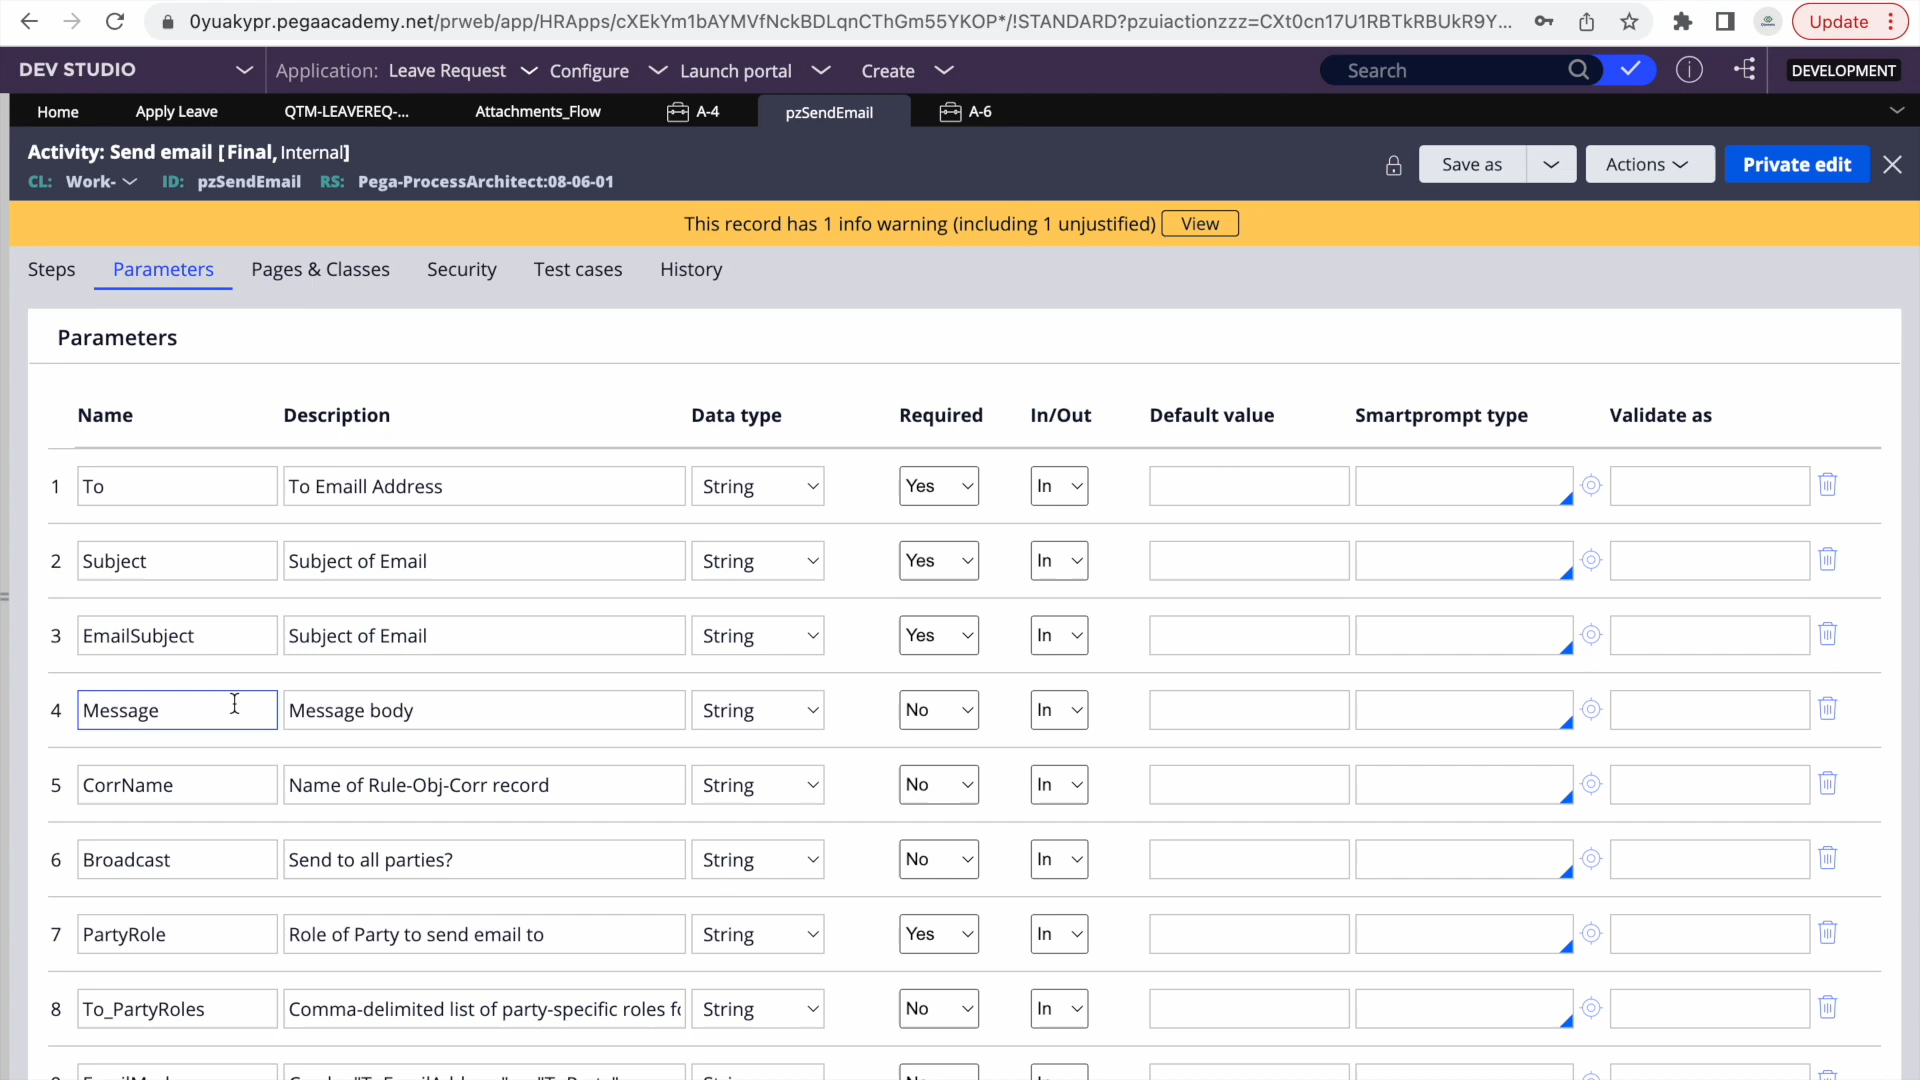 0yuakypr.pegaacademy.net/prweb/app/HRApps/cXEkYm1bAYMVfNckBDLqnCThGm55YKOP*/!STANDARD?pzuiactionzzz=CXt0cn17U1RBTkRBUkR9Y... Update
DEV STUDIO Application: Leave Request Configure Launch portal Create Search DEVELOPMENT
Home Apply Leave QTM-LEAVEREQ-... Attachments_Flow A-4 pzSendEmail A-6
Activity: Send email [Final, Internal]
CL: Work- ID: pzSendEmail RS: Pega-ProcessArchitect:08-06-01
Save as Actions Private edit
This record has 1 info warning (including 1 unjustified) View
Steps Parameters Pages & Classes Security Test cases History
Parameters
Name Description Data type Required In/Out Default value Smartprompt type Validate as
1 To To Emaill Address String Yes In
2 Subject Subject of Email String Yes In
3 EmailSubject Subject of Email String Yes In
4 Message Message body String No In
5 CorrName Name of Rule-Obj-Corr record String No In
6 Broadcast Send to all parties? String No In
7 PartyRole Role of Party to send email to String Yes In
8 To_PartyRoles Comma-delimited list of party-specific roles String No In